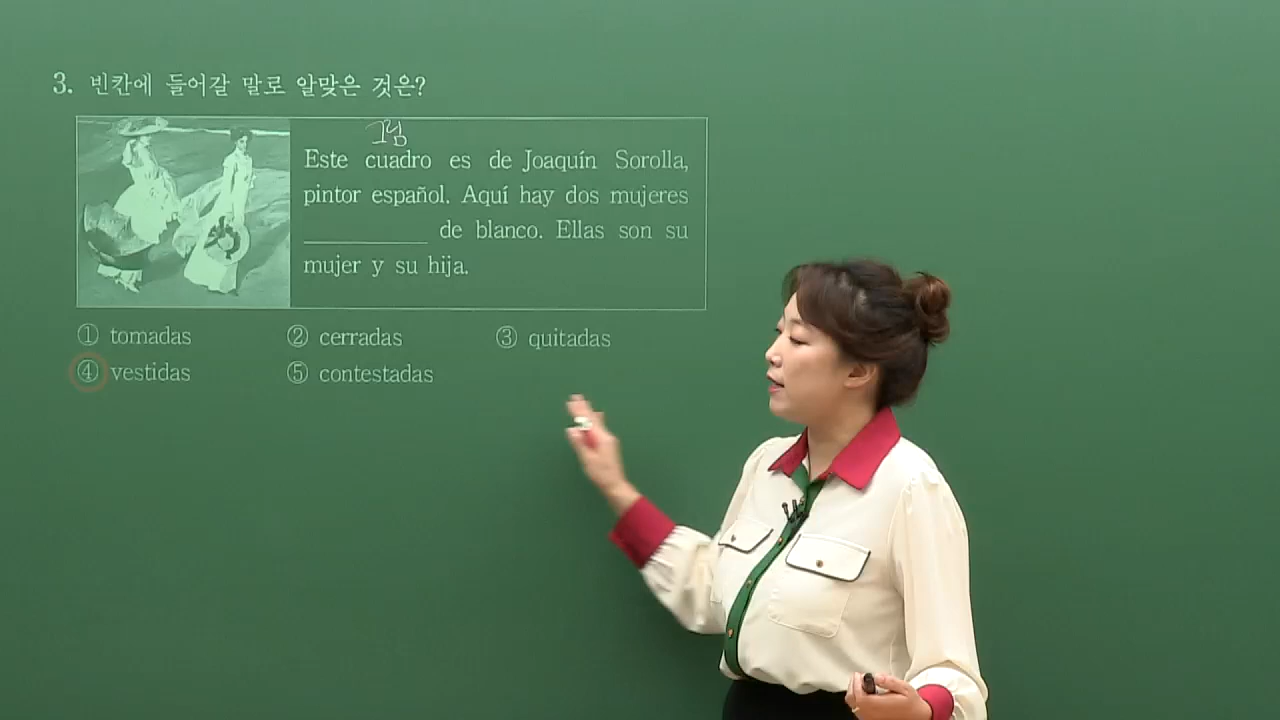 3. 빈칸에 들어갈 말로 알맞은 것은?
그림
Este cuadro es de Joaquín Sorolla,
pintor español. Aquí hay dos mujeres
____________ de blanco. Ellas son su
mujer y su hija.
① tomadas ② cerradas ③ quitadas
④ vestidas ⑤ contestadas